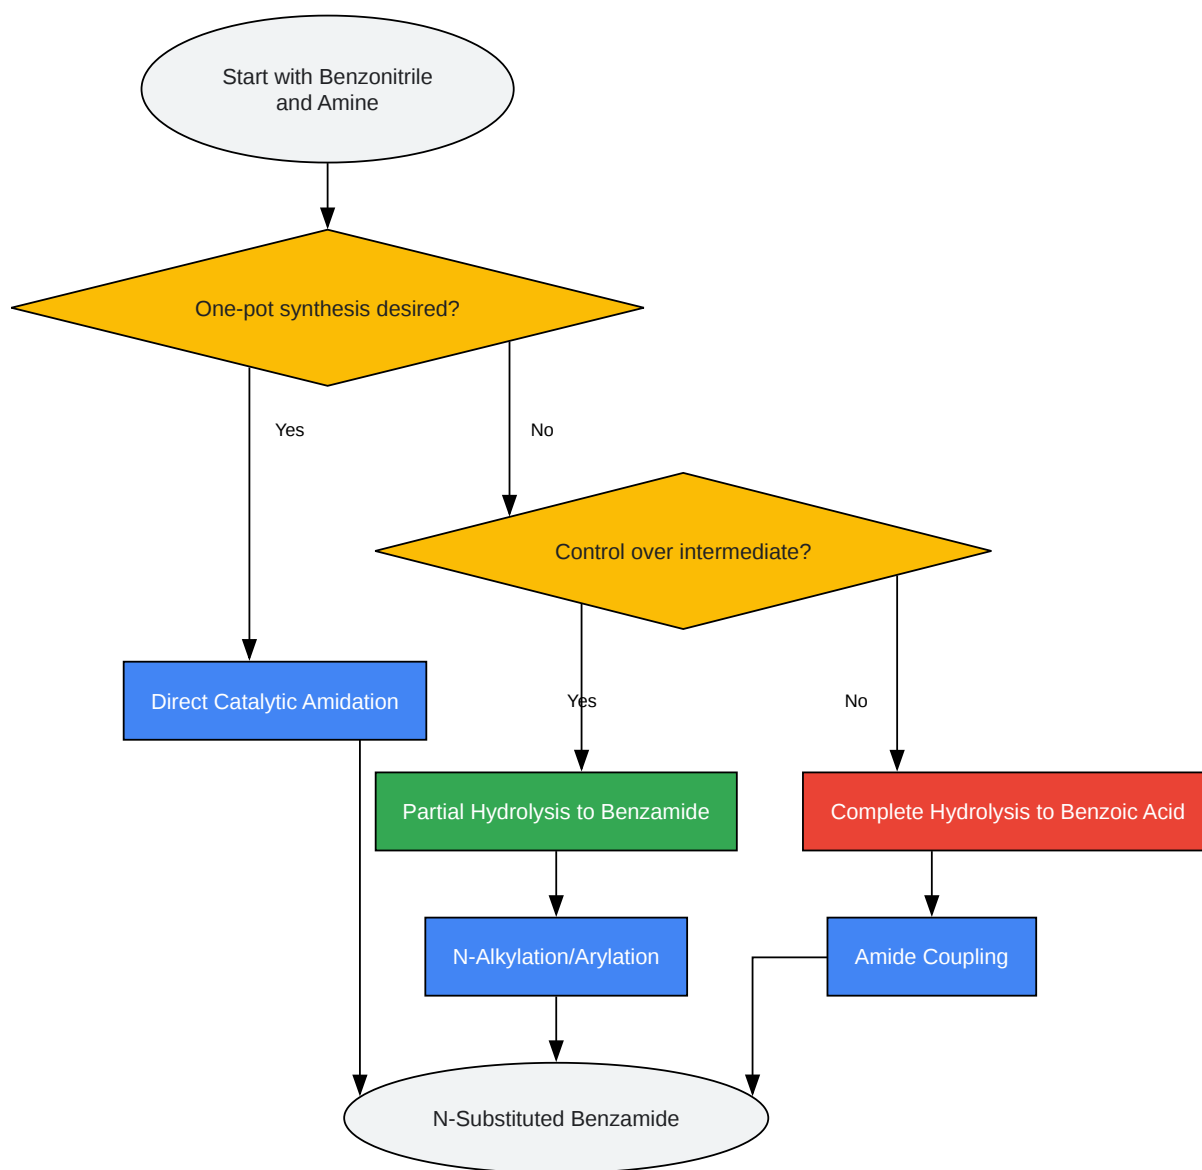 Start with Benzonitrile
and Amine
One-pot synthesis desired?
Yes
No
Control over intermediate?
Direct Catalytic Amidation
Yes
No
Partial Hydrolysis to Benzamide
Complete Hydrolysis to Benzoic Acid
N-Alkylation/Arylation
Amide Coupling
N-Substituted Benzamide